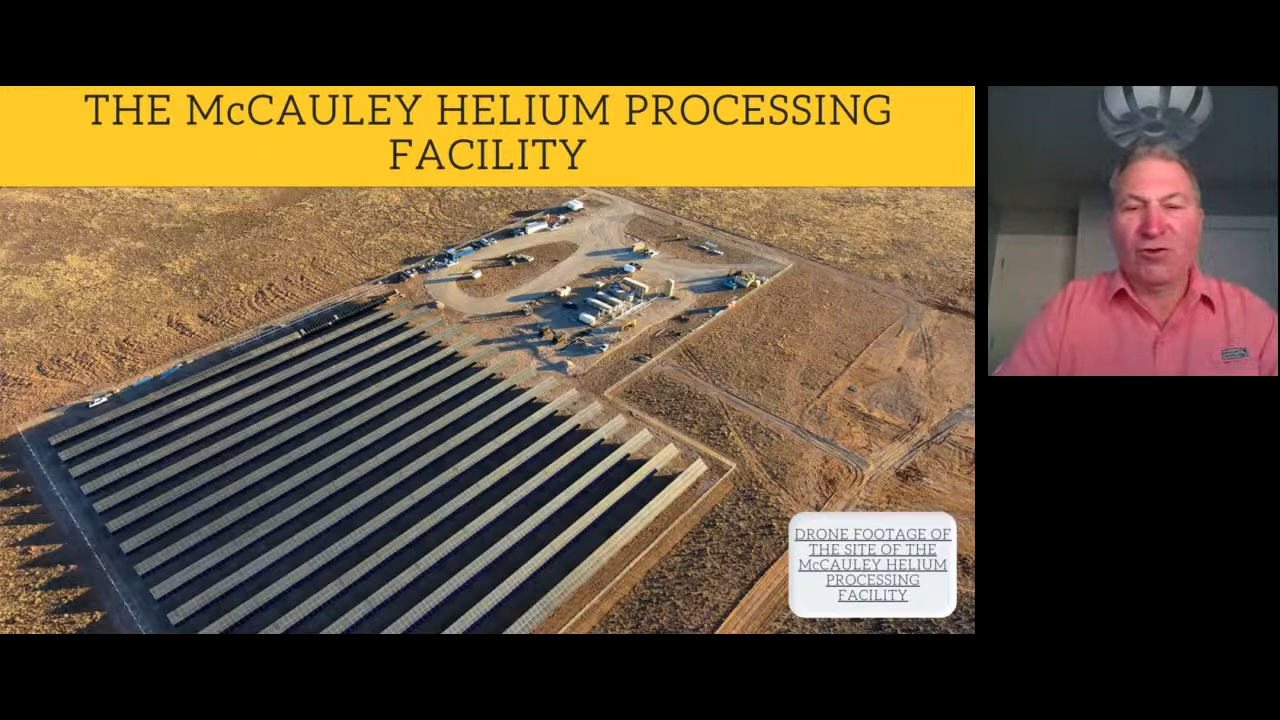 THE McCAULEY HELIUM PROCESSING
FACILITY
DRONE FOOTAGE OF
THE SITE OF THE
McCAULEY HELIUM
PROCESSING
FACILITY